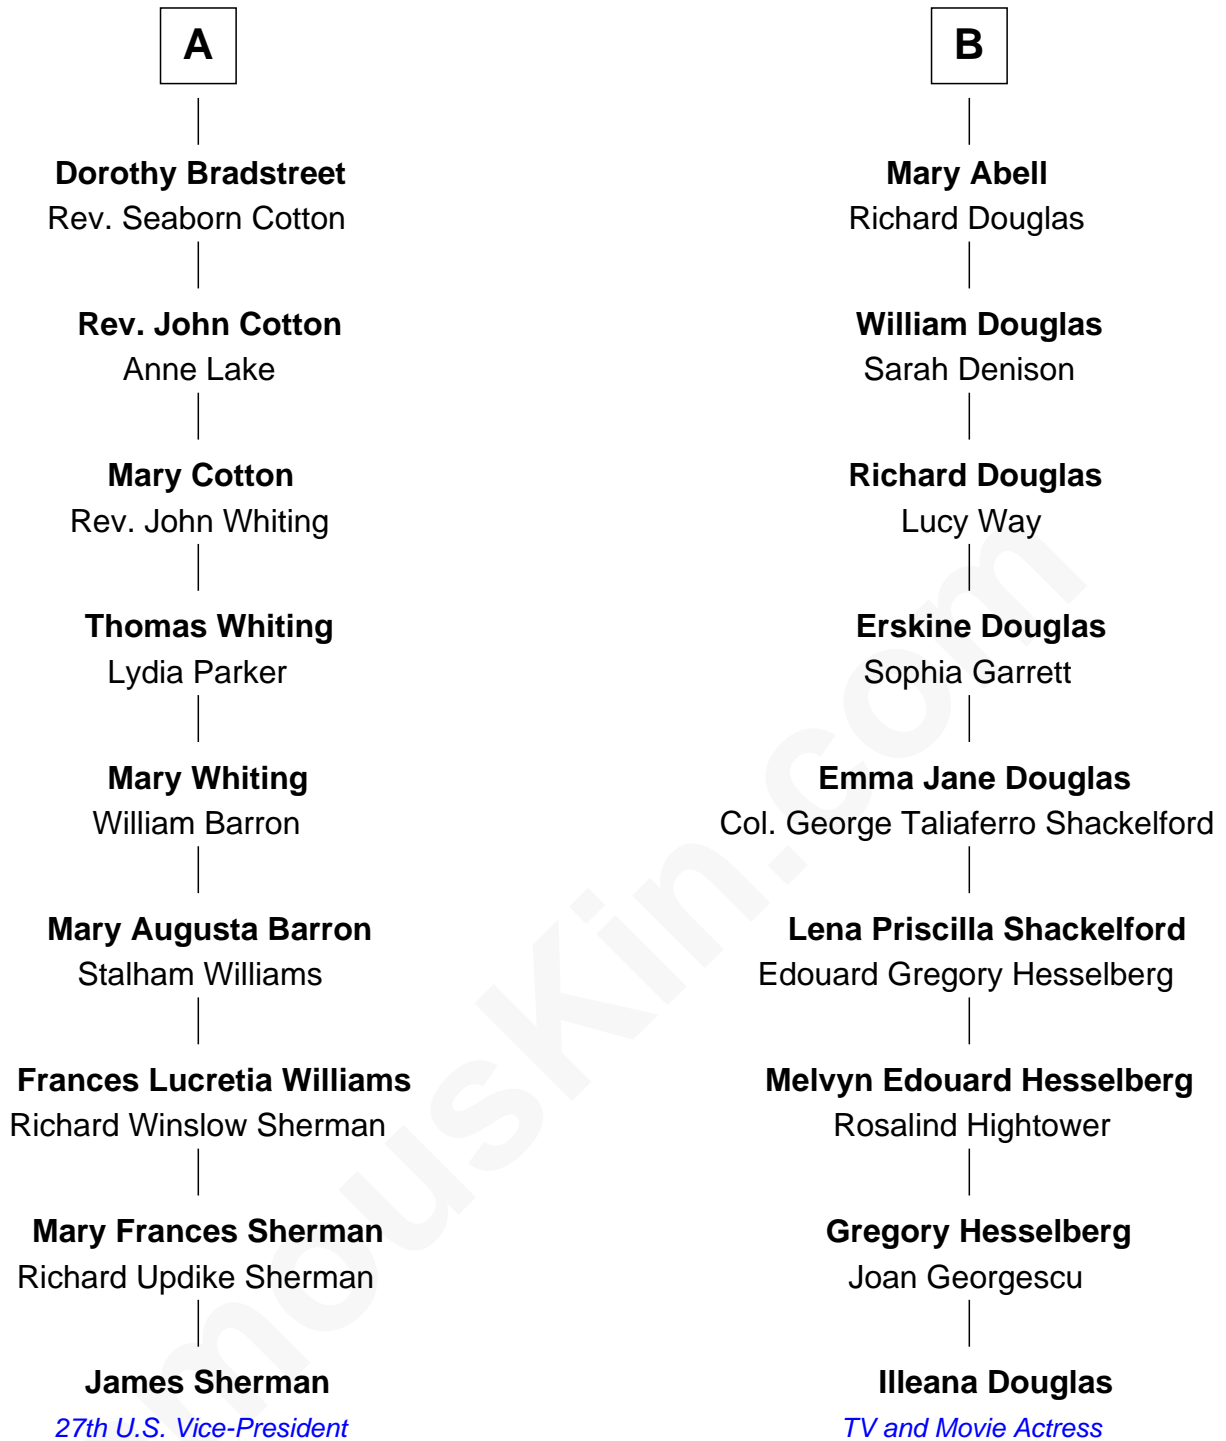 A
Dorothy Bradstreet
Rev. Seaborn Cotton
Rev. John Cotton
Anne Lake
Mary Cotton
Rev. John Whiting
Thomas Whiting
Lydia Parker
Mary Whiting
William Barron
Mary Augusta Barron
Stalham Williams
Frances Lucretia Williams
Richard Winslow Sherman
Mary Frances Sherman
Richard Updike Sherman
James Sherman
27th U.S. Vice-President
B
Mary Abell
Richard Douglas
William Douglas
Sarah Denison
Richard Douglas
Lucy Way
Erskine Douglas
Sophia Garrett
Emma Jane Douglas
Col. George Taliaferro Shackelford
Lena Priscilla Shackelford
Edouard Gregory Hesselberg
Melvyn Edouard Hesselberg
Rosalind Hightower
Gregory Hesselberg
Joan Georgescu
Illeana Douglas
TV and Movie Actress
mousKin.com